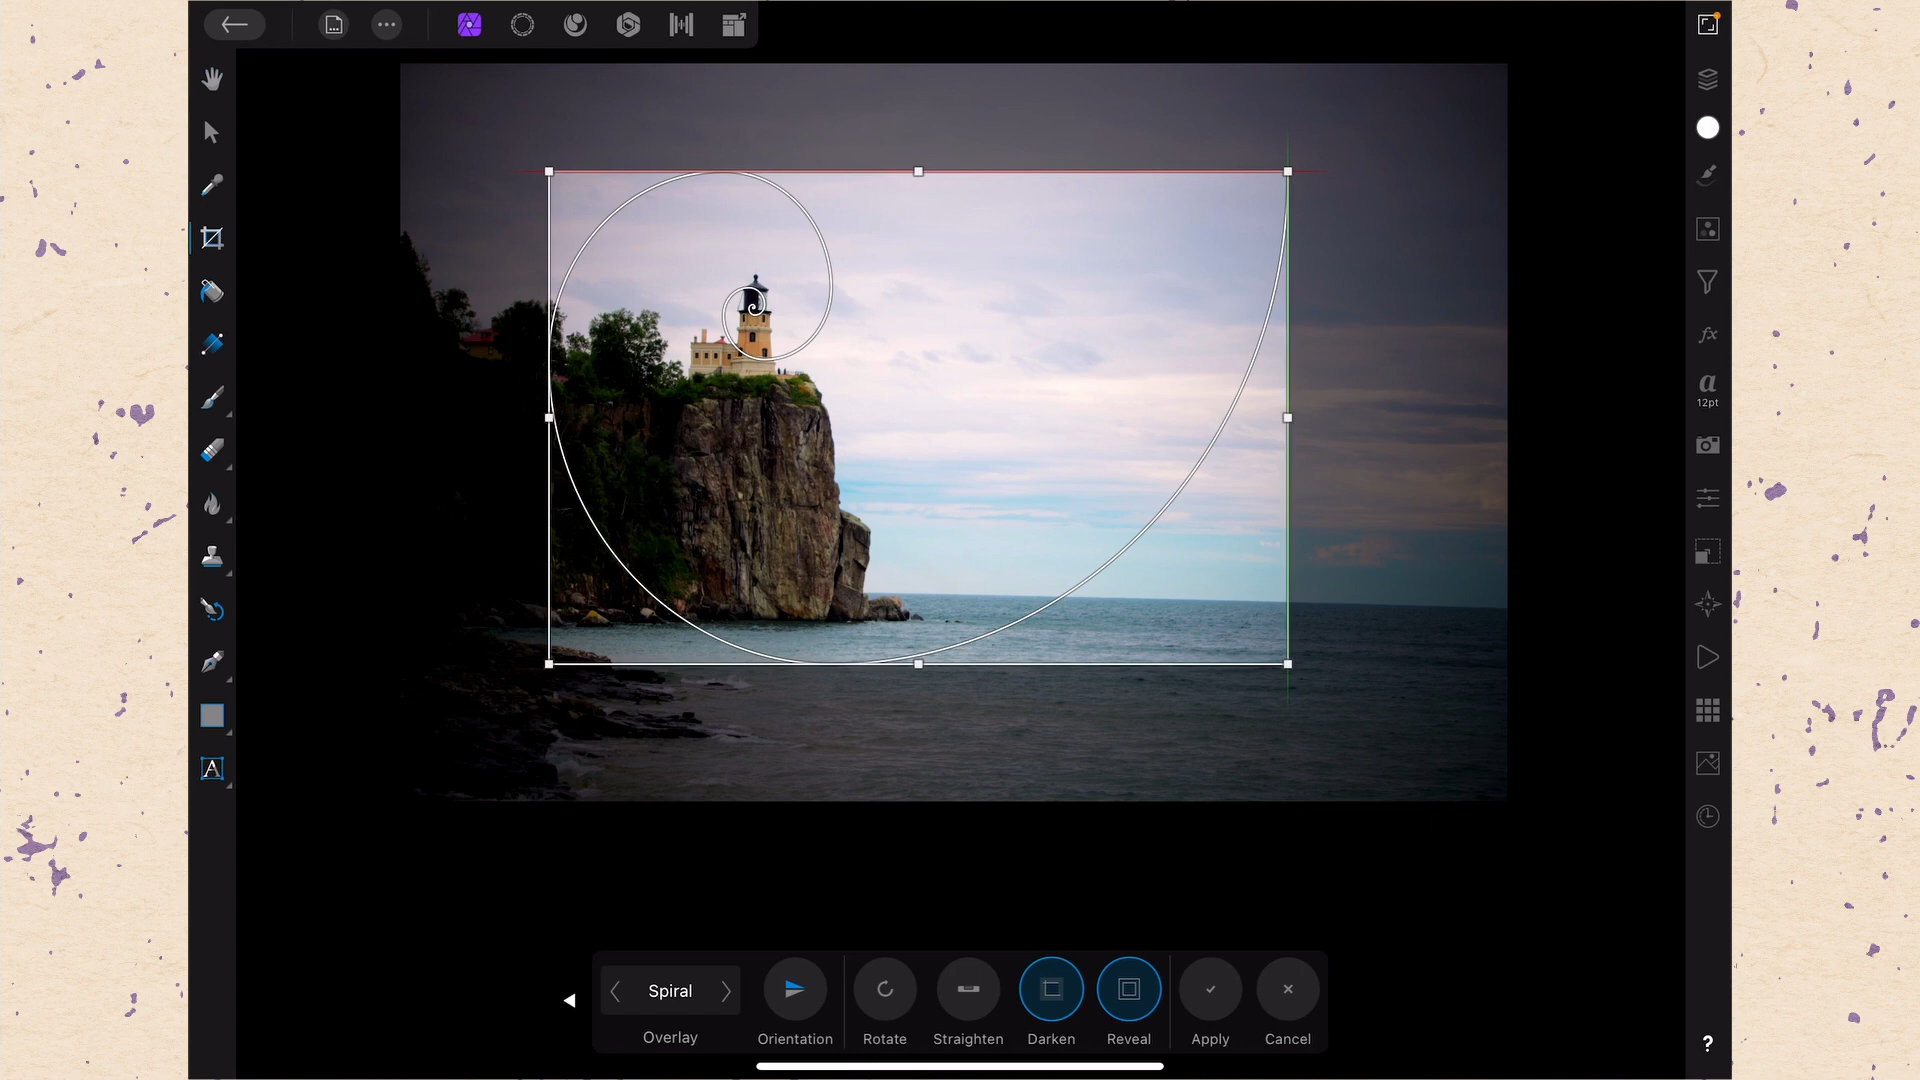 a
12pt
A
Spiral
Overlay
Orientation
Rotate
Straighten
Darken
Reveal
Apply
Cancel
?